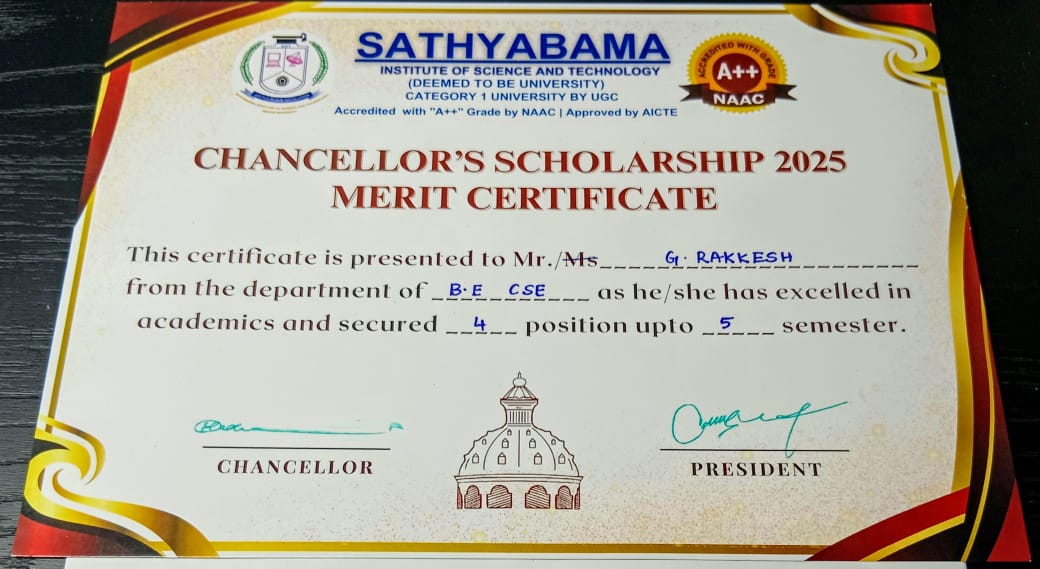 SATHYABAMA
INSTITUTE OF SCIENCE AND TECHNOLOGY
(DEEMED TO BE UNIVERSITY)
CATEGORY 1 UNIVERSITY BY UGC
Accredited with "A++" Grade by NAAC | Approved by AICTE
ACCREDITED WITH GRADE
A++
NAAC
CHANCELLOR'S SCHOLARSHIP 2025
MERIT CERTIFICATE
This certificate is presented to Mr./Ms G. RAKKESH
from the department of B.E CSE as he/she has excelled in
academics and secured 4 position upto 5 semester.
CHANCELLOR
PRESIDENT